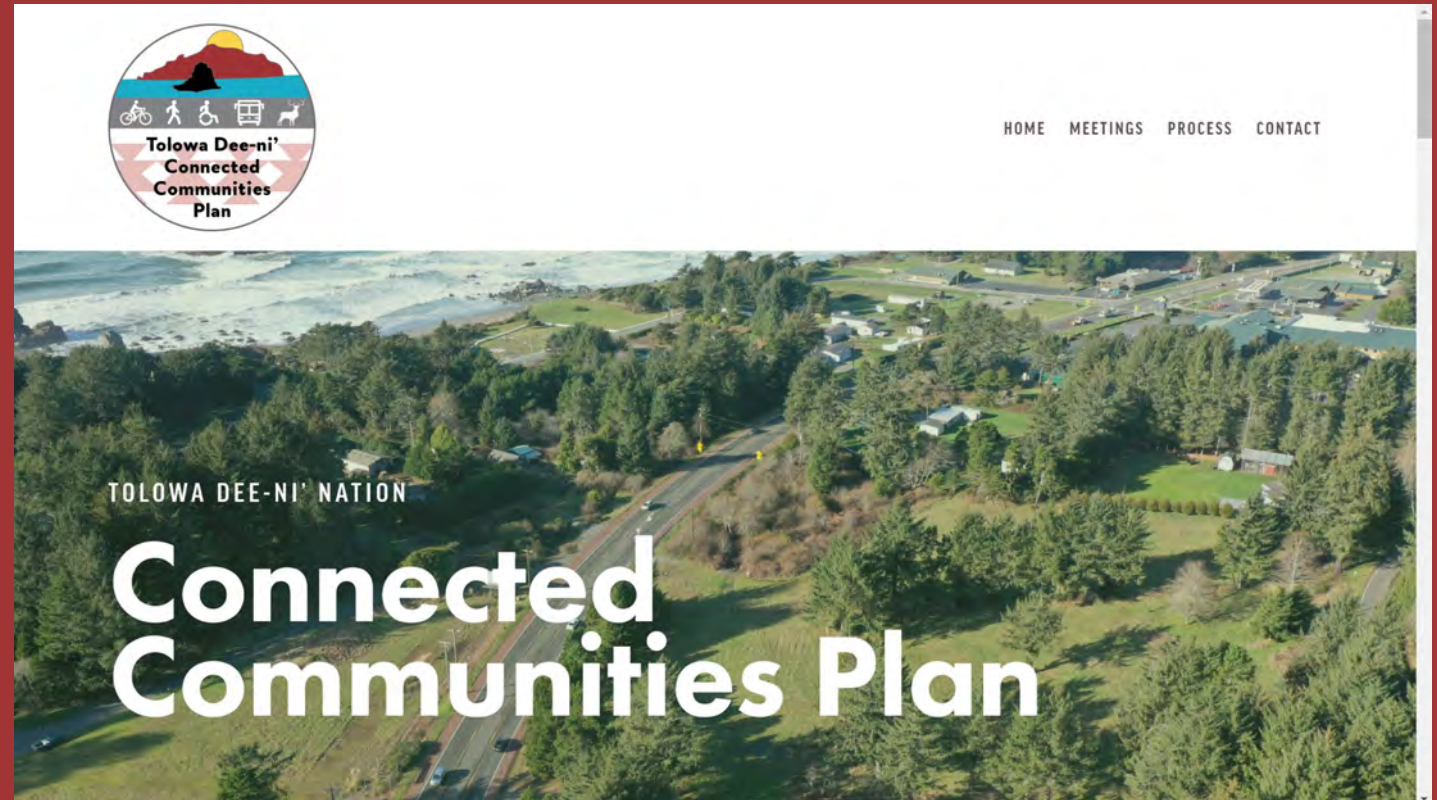 Tolowa Dee-ni'
Connected
Communities
Plan
HOME MEETINGS PROCESS CONTACT
TOLOWA DEE-NI' NATION
Connected
Communities Plan